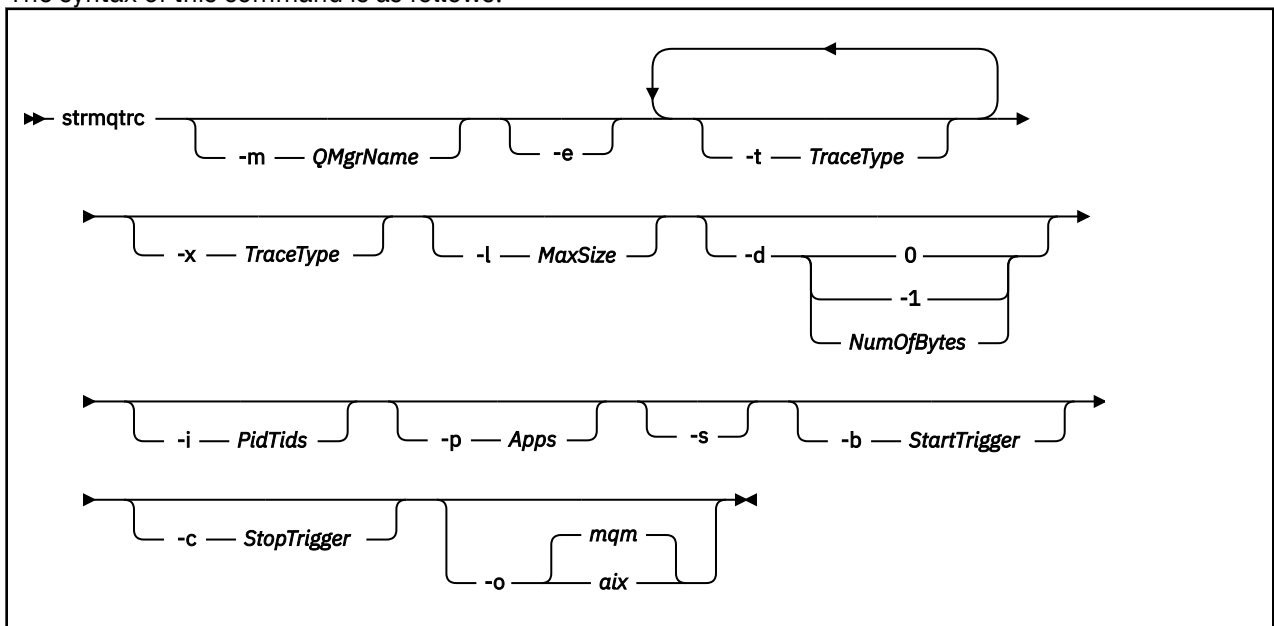 The syntax of this command is as follows:
strmqtrc
-m QMgrName
-e
-t TraceType
-x TraceType
-l MaxSize
-d 0
-1
NumOfBytes
-i PidTids
-p Apps
-s
-b StartTrigger
-c StopTrigger
mqm
-o aix